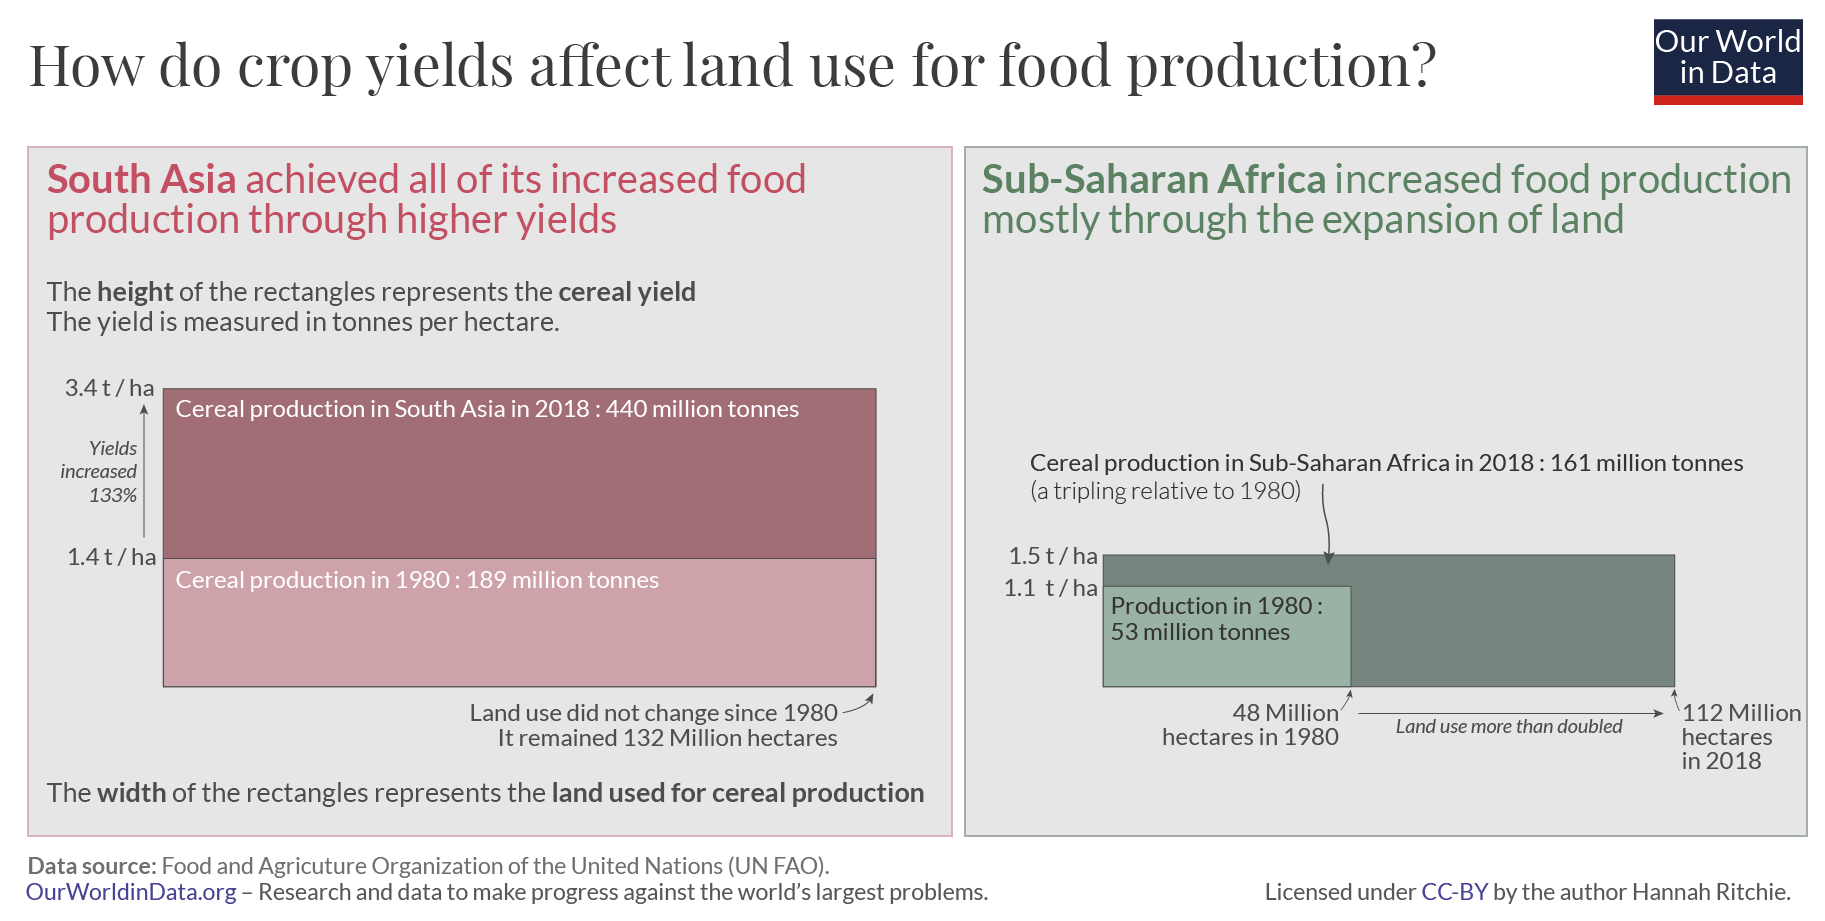 How do crop yields affect land use for food production?
Our World
in Data
South Asia achieved all of its increased food
production through higher yields
The height of the rectangles represents the cereal yield
The yield is measured in tonnes per hectare.
3.4 t / ha
Cereal production in South Asia in 2018 : 440 million tonnes
Yields
increased
133%
1.4 t / ha
Cereal production in 1980 : 189 million tonnes
Land use did not change since 1980
It remained 132 Million hectares
The width of the rectangles represents the land used for cereal production
Sub-Saharan Africa increased food production
mostly through the expansion of land
Cereal production in Sub-Saharan Africa in 2018 : 161 million tonnes
(a tripling relative to 1980)
1.5 t / ha
1.1 t / ha
Production in 1980 :
53 million tonnes
48 Million
hectares in 1980
Land use more than doubled
112 Million
hectares
in 2018
Data source: Food and Agricuture Organization of the United Nations (UN FAO).
OurWorldinData.org – Research and data to make progress against the world's largest problems.
Licensed under CC-BY by the author Hannah Ritchie.